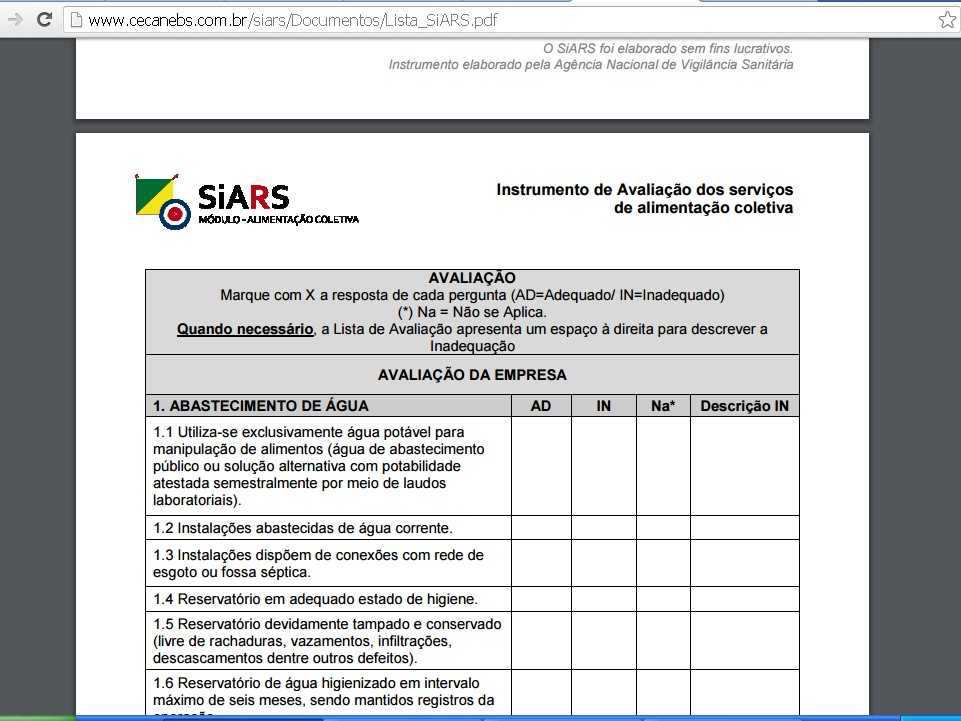 www.cecanebs.com.br/siars/Documentos/Lista_SiARS.pdf
O SiARS foi elaborado sem fins lucrativos.
Instrumento elaborado pela Agência Nacional de Vigilância Sanitária
SiARS
MÓDULO - ALIMENTAÇÃO COLETIVA
Instrumento de Avaliação dos serviços
de alimentação coletiva
AVALIAÇÃO
Marque com X a resposta de cada pergunta (AD=Adequado/ IN=Inadequado)
(*) Na = Não se Aplica.
Quando necessário, a Lista de Avaliação apresenta um espaço à direita para descrever a
Inadequação
AVALIAÇÃO DA EMPRESA
1. ABASTECIMENTO DE ÁGUA AD IN Na* Descrição IN
1.1 Utiliza-se exclusivamente água potável para
manipulação de alimentos (água de abastecimento
público ou solução alternativa com potabilidade
atestada semestralmente por meio de laudos
laboratoriais).
1.2 Instalações abastecidas de água corrente.
1.3 Instalações dispõem de conexões com rede de
esgoto ou fossa séptica.
1.4 Reservatório em adequado estado de higiene.
1.5 Reservatório devidamente tampado e conservado
(livre de rachaduras, vazamentos, infiltrações,
descascamentos dentre outros defeitos).
1.6 Reservatório de água higienizado em intervalo
máximo de seis meses, sendo mantidos registros da